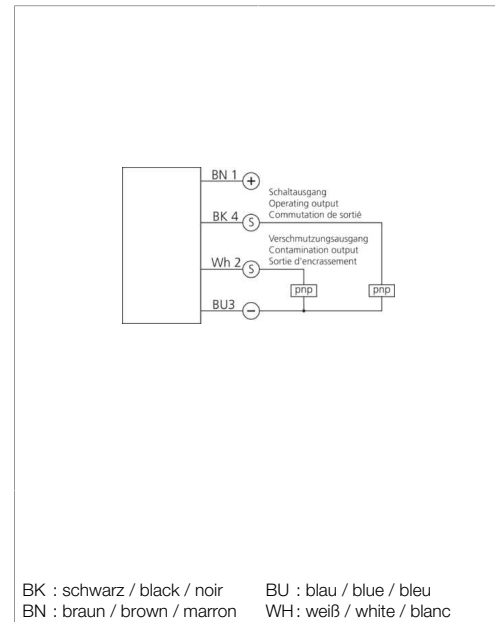 BN 1 +
Schaltausgang
Operating output
BK 4 S Commutation de sortié
Verschmutzungsausgang
Contamination output
Wh 2 S Sortie d'encrassement
pnp pnp
BU3 −
BK : schwarz / black / noir BU : blau / blue / bleu
BN : braun / brown / marron WH : weiß / white / blanc